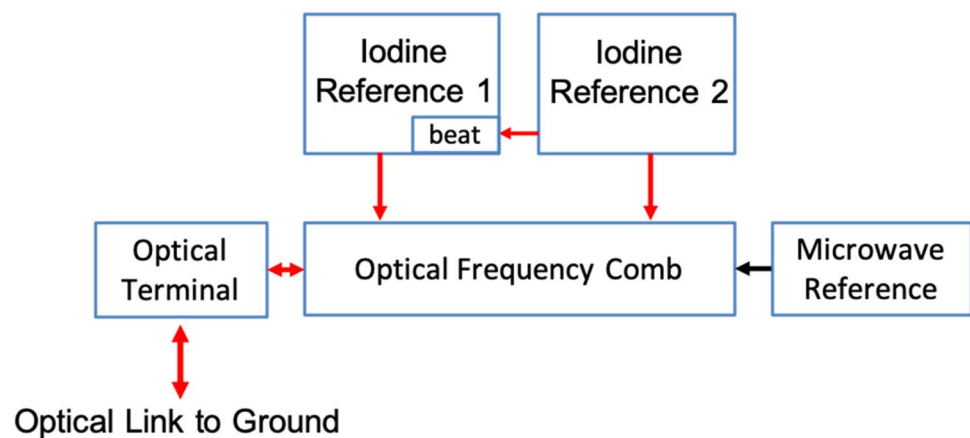 Iodine
Reference 1
beat
Iodine
Reference 2
Optical
Terminal
Optical Frequency Comb
Microwave
Reference
Optical Link to Ground